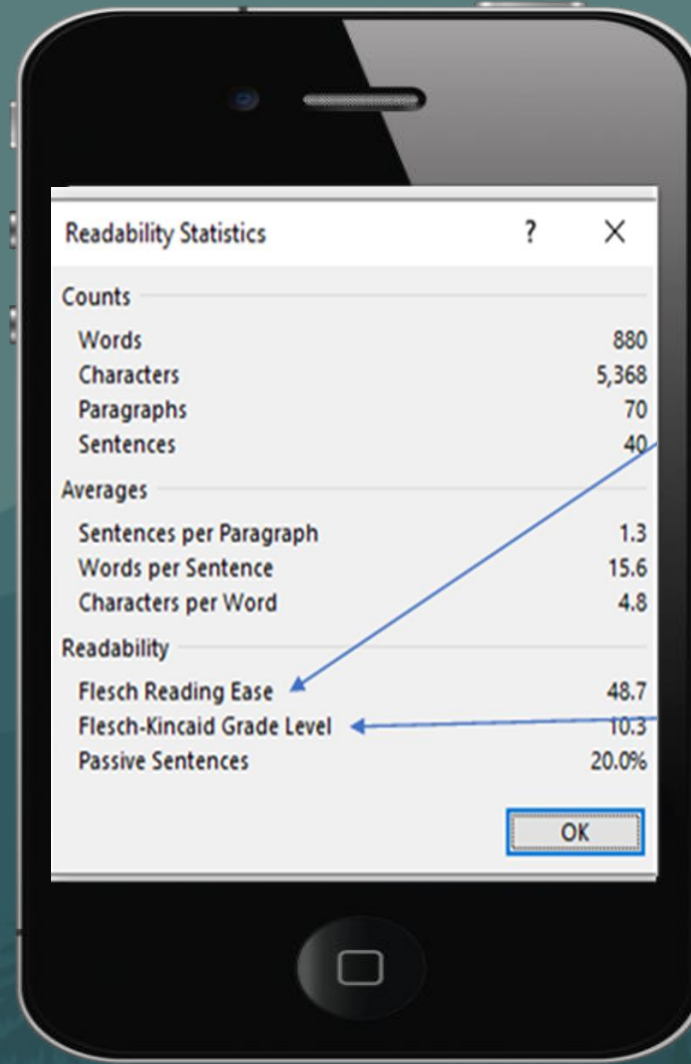 Readability Statistics ? X
Counts
Words 880
Characters 5,368
Paragraphs 70
Sentences 40
Averages
Sentences per Paragraph 1.3
Words per Sentence 15.6
Characters per Word 4.8
Readability
Flesch Reading Ease 48.7
Flesch-Kincaid Grade Level 10.3
Passive Sentences 20.0%
OK